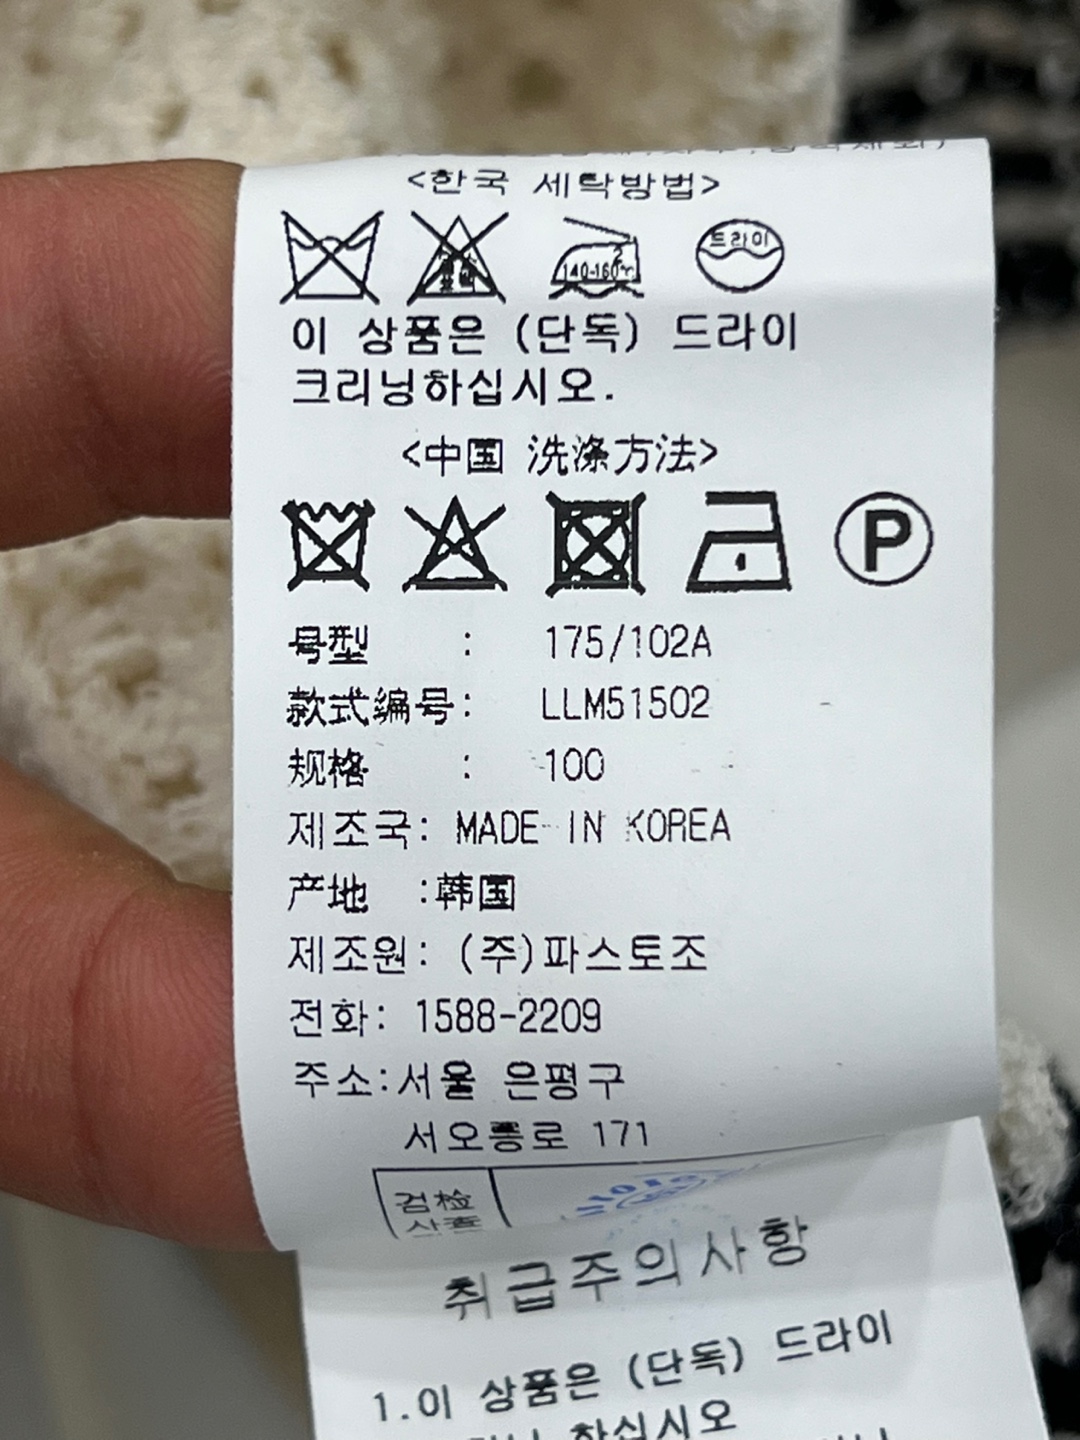 <한국 세탁방법>
140-160℃ 드라이
이 상품은 (단독) 드라이
크리닝하십시오.
<中国 洗涤方法>
P
号型 : 175/102A
款式编号: LLM51502
规格 : 100
제조국: MADE IN KOREA
产地 :韩国
제조원: (주)파스토조
전화: 1588-2209
주소:서울 은평구
서오릉로 171
검检
취급주의사항
1.이 상품은 (단독) 드라이
하십시오